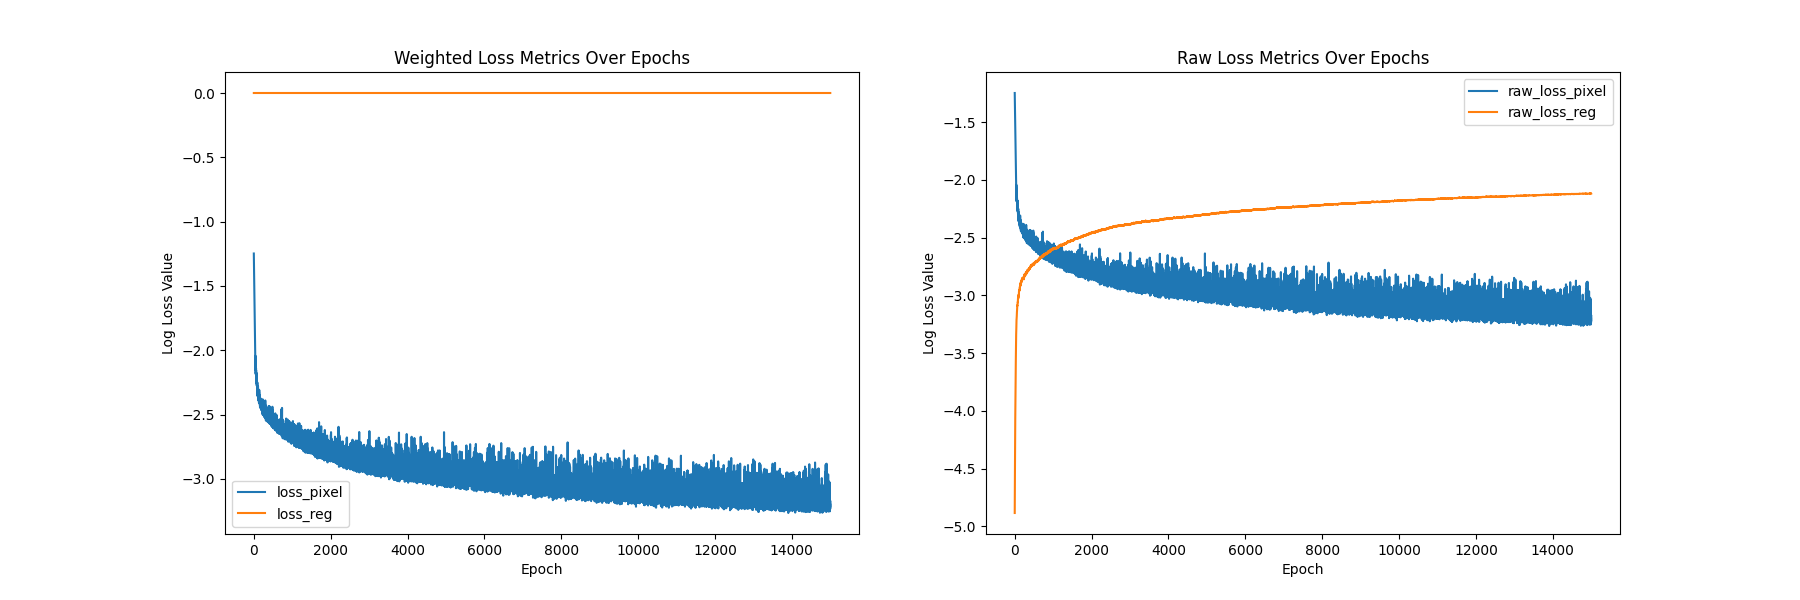 Weighted Loss Metrics Over Epochs
0.0
−0.5
−1.0
−1.5
−2.0
−2.5
−3.0
Log Loss Value
loss_pixel
loss_reg
0 2000 4000 6000 8000 10000 12000 14000
Epoch
Raw Loss Metrics Over Epochs
raw_loss_pixel
raw_loss_reg
−1.5
−2.0
−2.5
−3.0
−3.5
−4.0
−4.5
−5.0
Log Loss Value
0 2000 4000 6000 8000 10000 12000 14000
Epoch